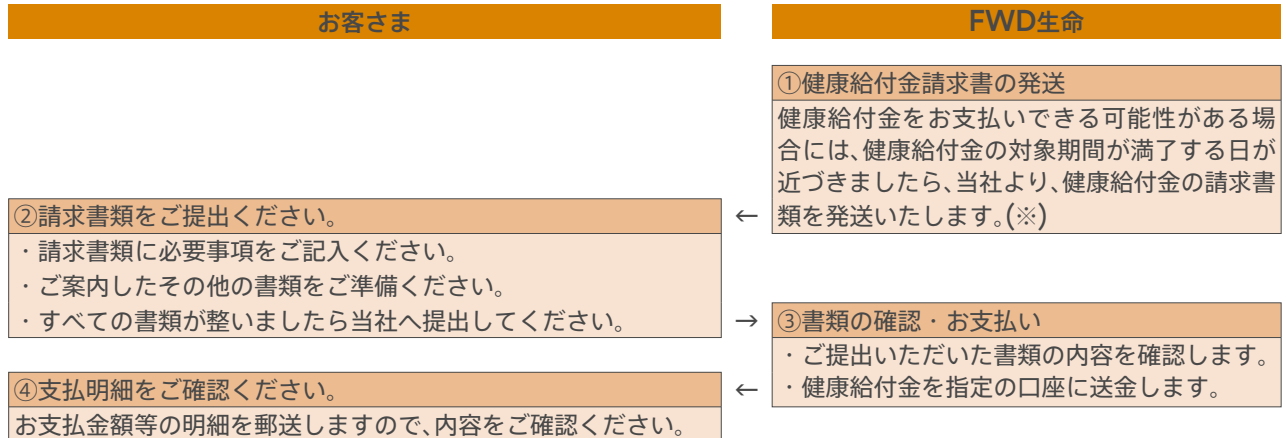 お客さま
FWD生命
①健康給付金請求書の発送
健康給付金をお支払いできる可能性がある場
合には、健康給付金の対象期間が満了する日が
近づきましたら、当社より、健康給付金の請求書
類を発送いたします。(※)
←
②請求書類をご提出ください。
・請求書類に必要事項をご記入ください。
・ご案内したその他の書類をご準備ください。
・すべての書類が整いましたら当社へ提出してください。
→
③書類の確認・お支払い
・ご提出いただいた書類の内容を確認します。
・健康給付金を指定の口座に送金します。
←
④支払明細をご確認ください。
お支払金額等の明細を郵送しますので、内容をご確認ください。